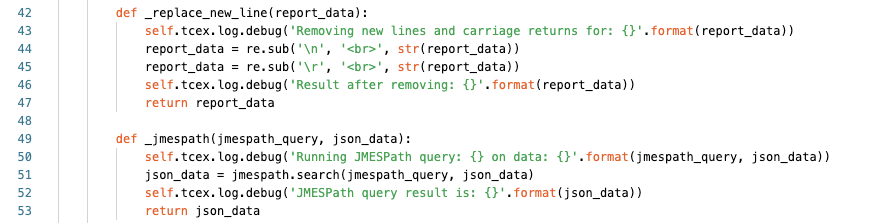 42 def _replace_new_line(report_data):
43 self.tcex.log.debug('Removing new lines and carriage returns for: {}'.format(report_data))
44 report_data = re.sub('\n', '<br>', str(report_data))
45 report_data = re.sub('\r', '<br>', str(report_data))
46 self.tcex.log.debug('Result after removing: {}'.format(report_data))
47 return report_data
48
49 def _jmespath(jmespath_query, json_data):
50 self.tcex.log.debug('Running JMESPath query: {} on data: {}'.format(jmespath_query, json_data))
51 json_data = jmespath.search(jmespath_query, json_data)
52 self.tcex.log.debug('JMESPath query result is: {}'.format(json_data))
53 return json_data